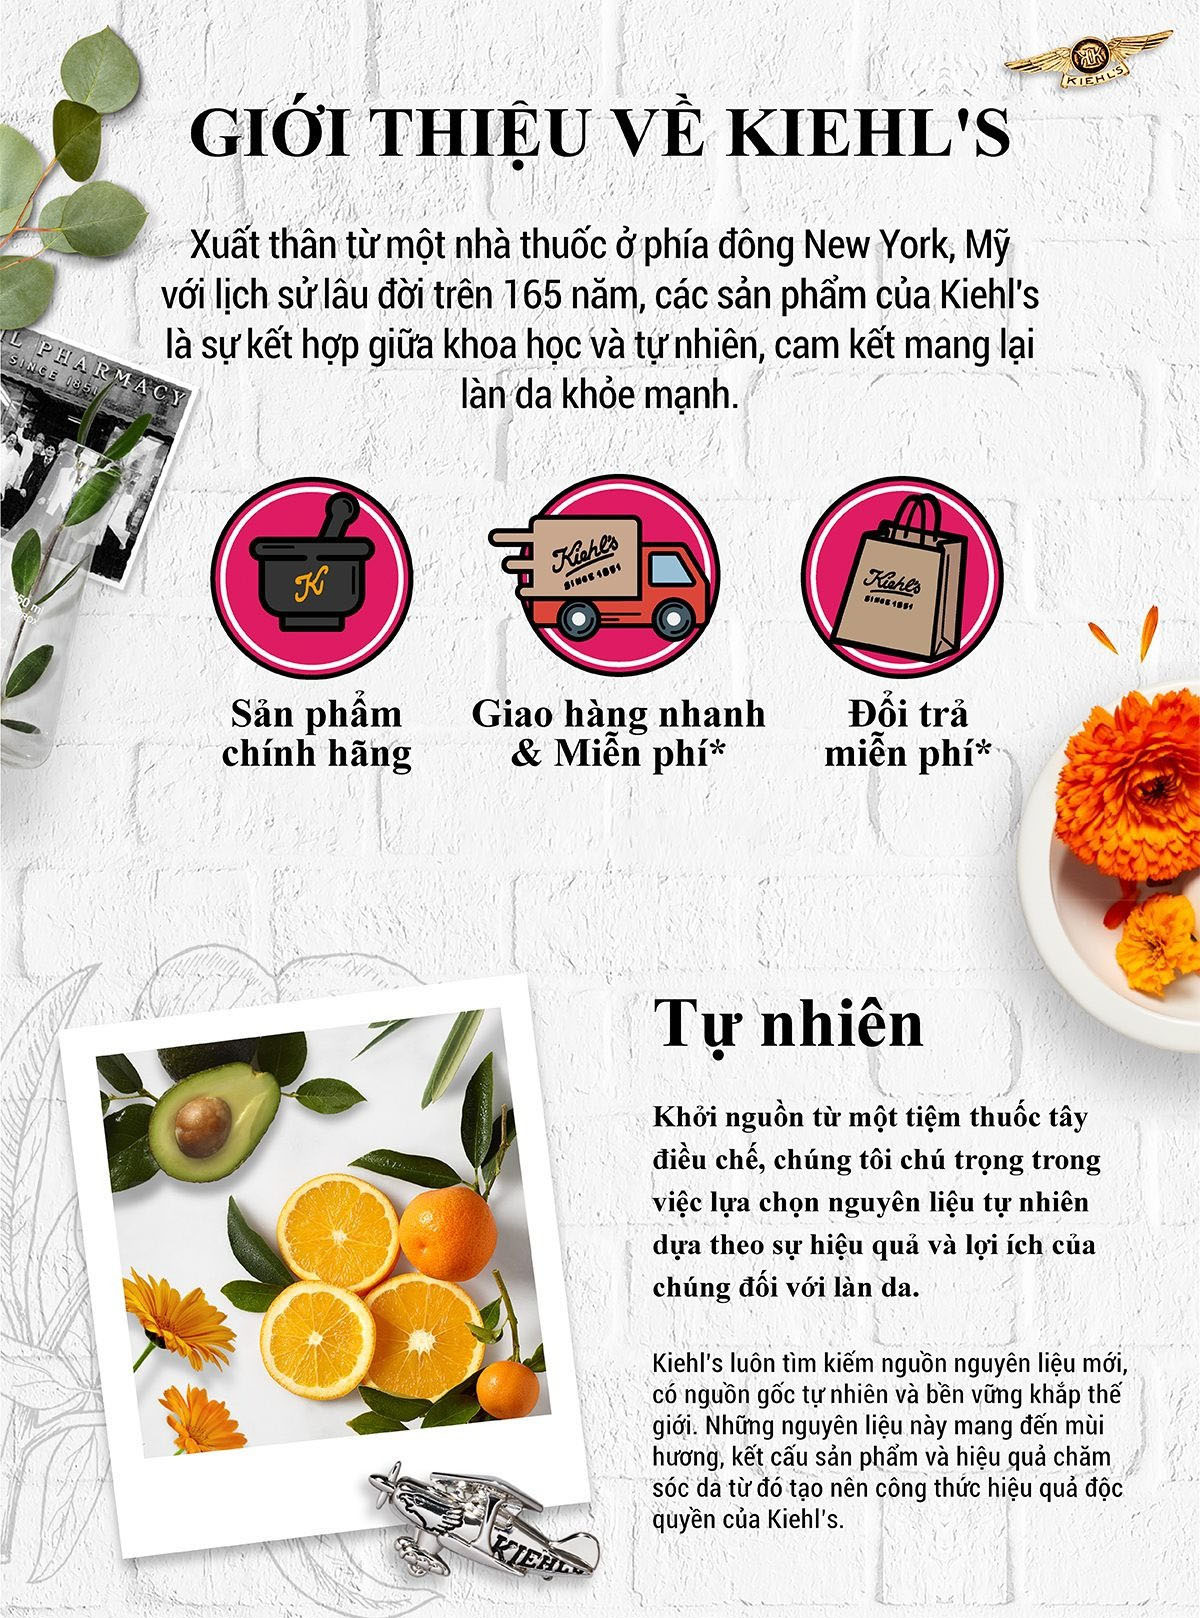 KIEHL'S
GIỚI THIỆU VỀ KIEHL'S
Xuất thân từ một nhà thuốc ở phía đông New York, Mỹ
với lịch sử lâu đời trên 165 năm, các sản phẩm của Kiehl's
là sự kết hợp giữa khoa học và tự nhiên, cam kết mang lại
làn da khỏe mạnh.
L PHARMACY
SINCE 1851
K
Kiehl's
SINCE 1851
Kiehl's
SINCE 1851
Sản phẩm
chính hãng
Giao hàng nhanh
& Miễn phí*
Đổi trả
miễn phí*
Tự nhiên
Khởi nguồn từ một tiệm thuốc tây
điều chế, chúng tôi chú trọng trong
việc lựa chọn nguyên liệu tự nhiên
dựa theo sự hiệu quả và lợi ích của
chúng đối với làn da.
Kiehl's luôn tìm kiếm nguồn nguyên liệu mới,
có nguồn gốc tự nhiên và bền vững khắp thế
giới. Những nguyên liệu này mang đến mùi
hương, kết cấu sản phẩm và hiệu quả chăm
sóc da từ đó tạo nên công thức hiệu quả độc
quyền của Kiehl's.
KIEHL'S